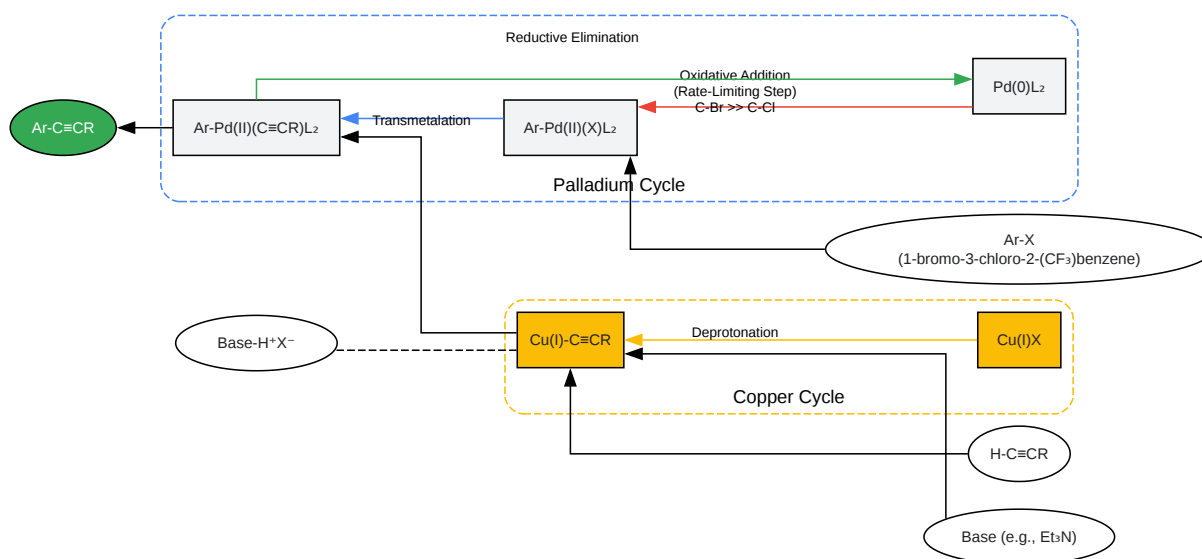 Reductive Elimination
Oxidative Addition
(Rate-Limiting Step)
C-Br >> C-Cl
Pd(0)L₂
Ar-C≡CR
Ar-Pd(II)(C≡CR)L₂
Transmetalation
Ar-Pd(II)(X)L₂
Palladium Cycle
Ar-X
(1-bromo-3-chloro-2-(CF₃)benzene)
Base-H⁺X⁻
Cu(I)-C≡CR
Deprotonation
Cu(I)X
Copper Cycle
H-C≡CR
Base (e.g., Et₃N)